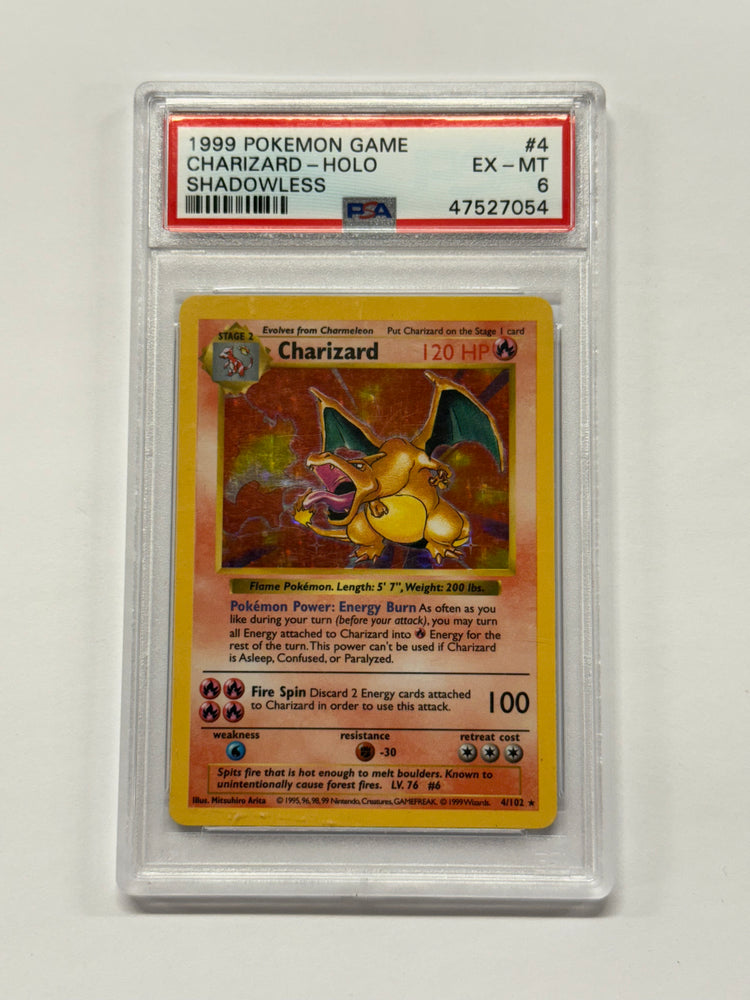 1999 POKEMON GAME #4
CHARIZARD - HOLO EX - MT
SHADOWLESS 6
PSA 47527054
STAGE 2 Evolves from Charmeleon Put Charizard on the Stage 1 card
Charizard 120 HP
Flame Pokémon. Length: 5' 7", Weight: 200 lbs.
Pokémon Power: Energy Burn As often as you
like during your turn (before your attack), you may turn
all Energy attached to Charizard into Energy for the
rest of the turn. This power can't be used if Charizard
is Asleep, Confused, or Paralyzed.
Fire Spin Discard 2 Energy cards attached
to Charizard in order to use this attack. 100
weakness resistance retreat cost
-30
Spits fire that is hot enough to melt boulders. Known to
unintentionally cause forest fires. LV. 76 #6
Illus. Mitsuhiro Arita © 1995, 96, 98, 99 Nintendo, Creatures, GAMEFREAK. © 1999 Wizards. 4/102 ★